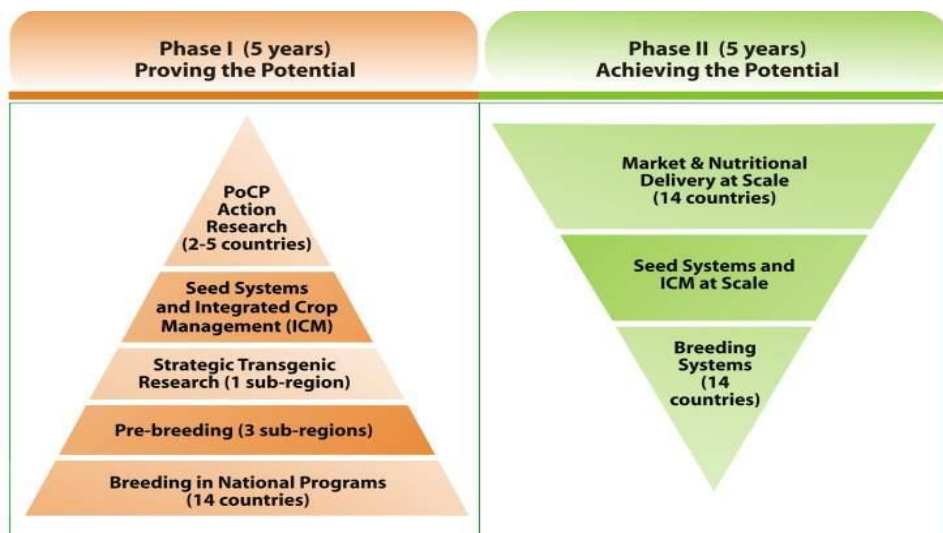 Phase I (5 years)
Proving the Potential
PoCP
Action
Research
(2-5 countries)
Seed Systems
and Integrated Crop
Management (ICM)
Strategic Transgenic
Research (1 sub-region)
Pre-breeding (3 sub-regions)
Breeding in National Programs
(14 countries)
Phase II (5 years)
Achieving the Potential
Market & Nutritional
Delivery at Scale
(14 countries)
Seed Systems and
ICM at Scale
Breeding
Systems
(14
countries)